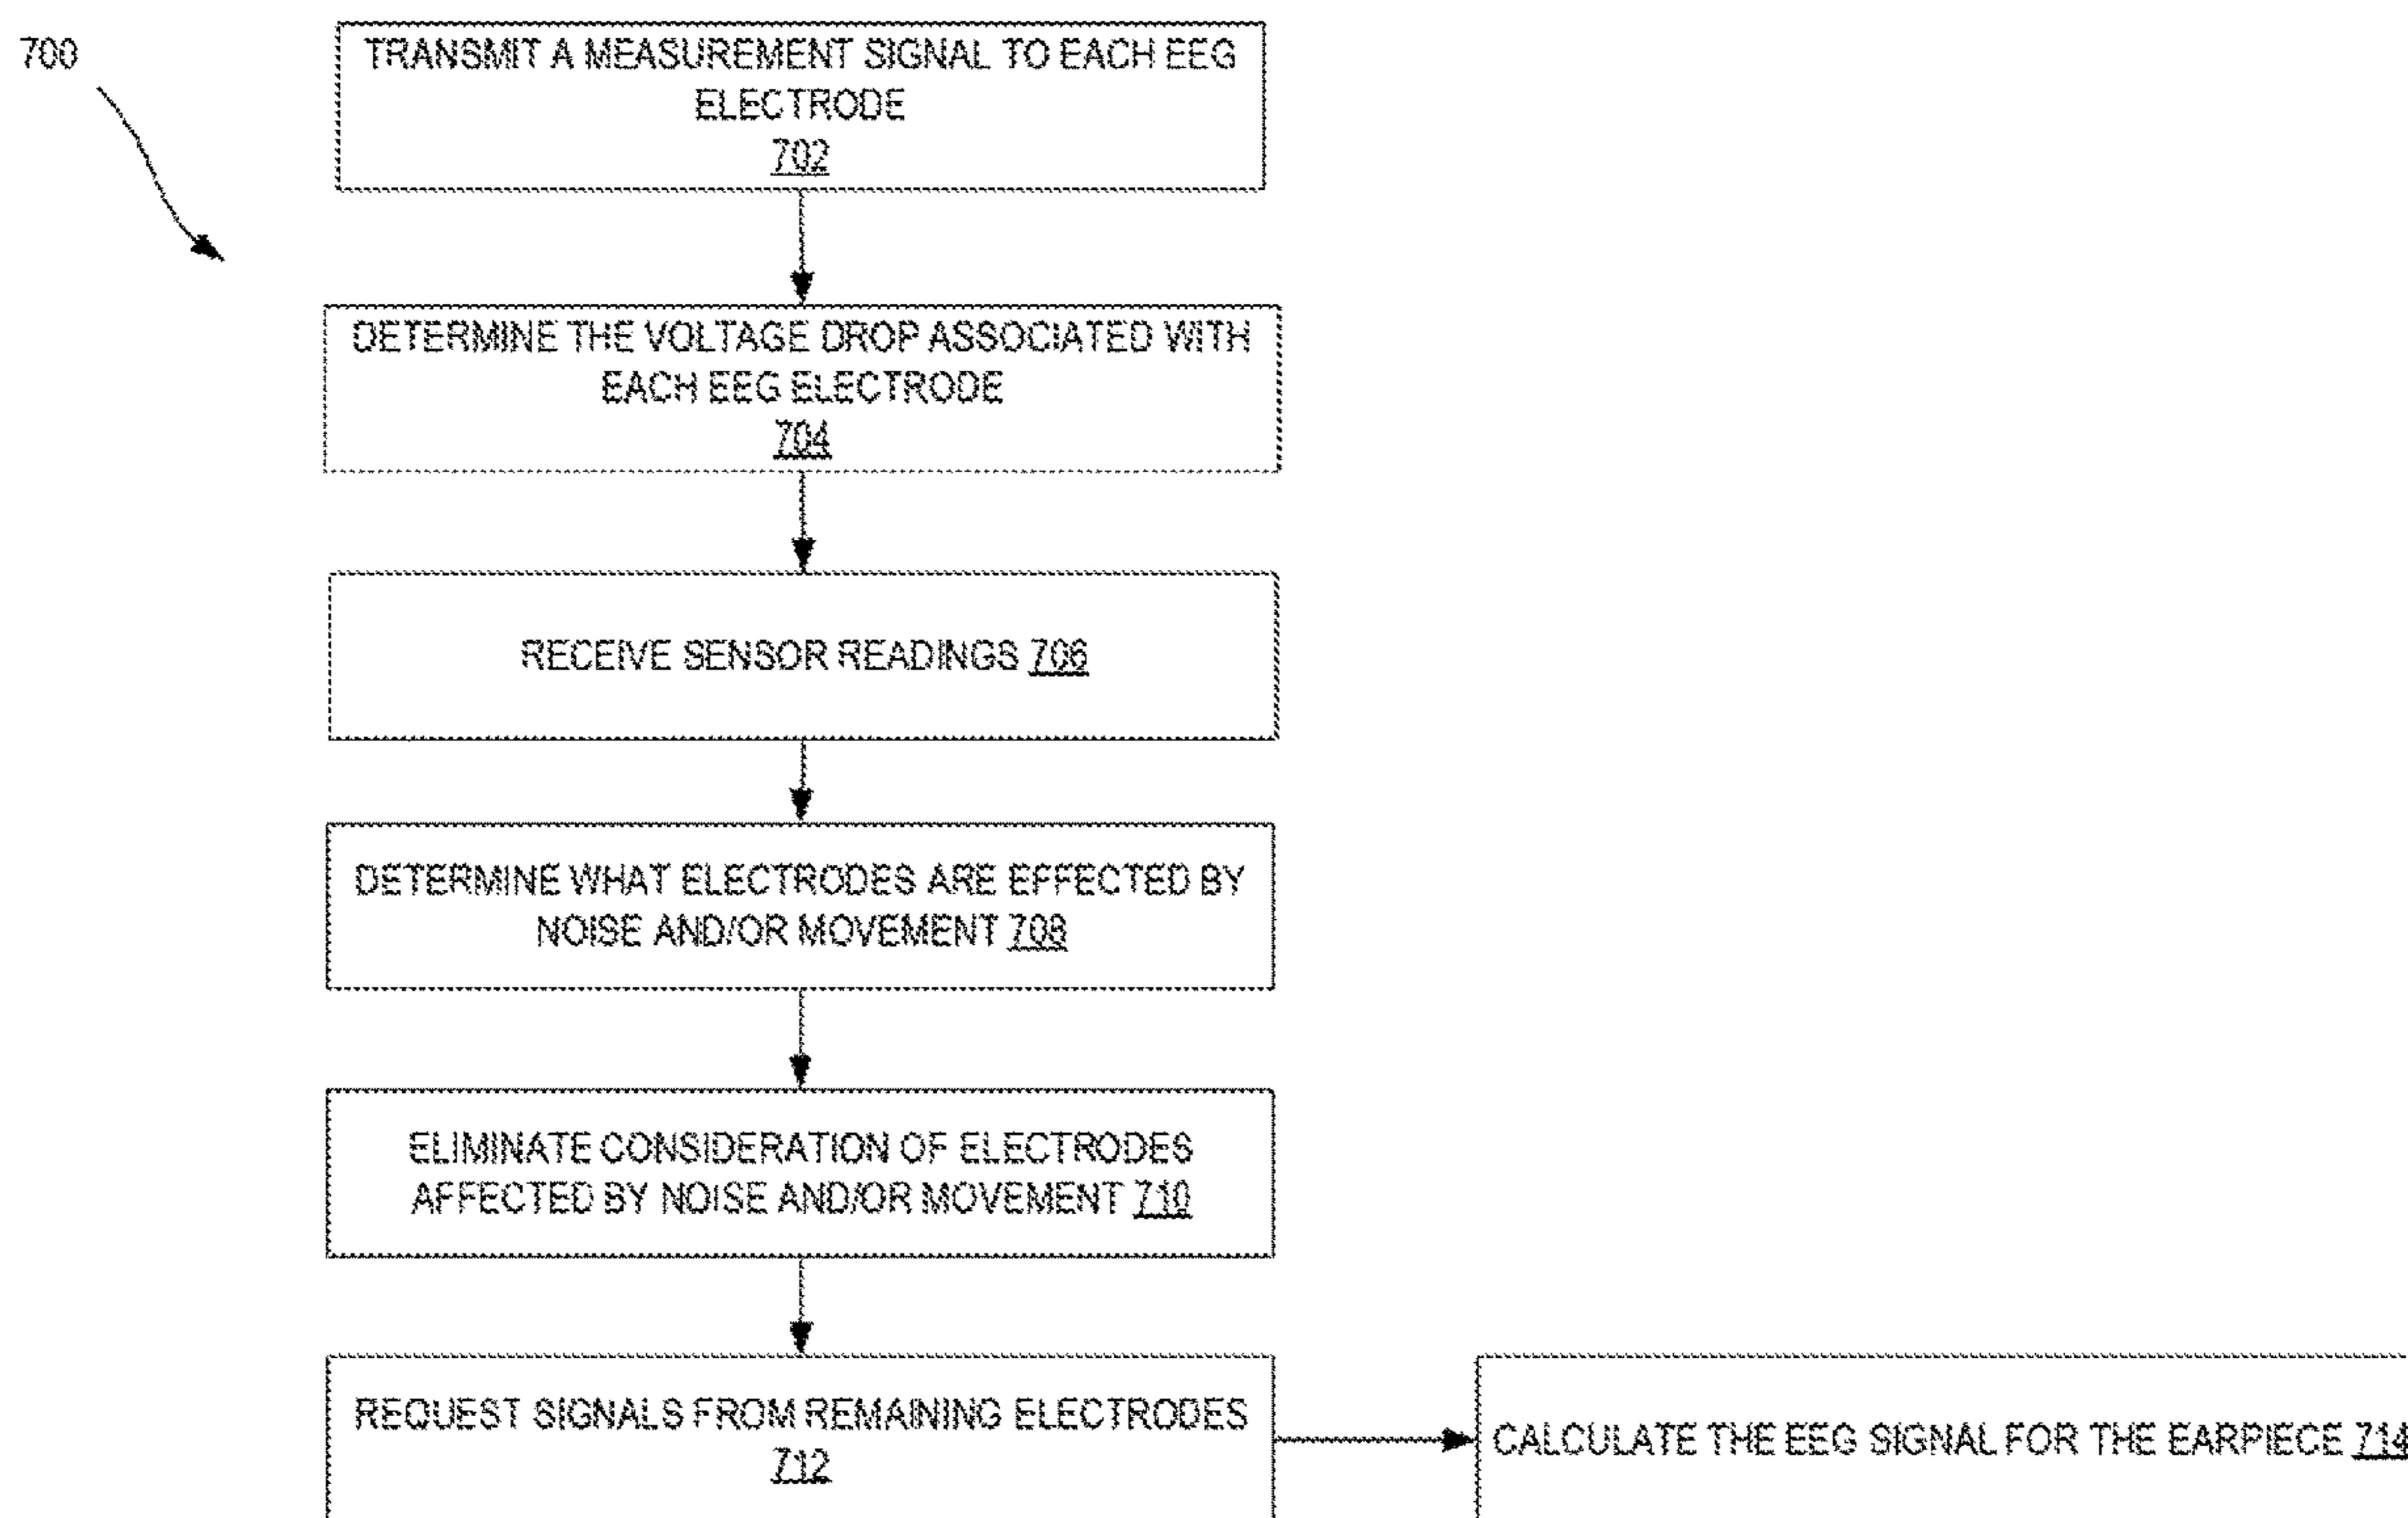 700
TRANSMIT A MEASUREMENT SIGNAL TO EACH EEG
ELECTRODE
702
DETERMINE THE VOLTAGE DROP ASSOCIATED WITH
EACH EEG ELECTRODE
704
RECEIVE SENSOR READINGS 706
DETERMINE WHAT ELECTRODES ARE EFFECTED BY
NOISE AND/OR MOVEMENT 708
ELIMINATE CONSIDERATION OF ELECTRODES
AFFECTED BY NOISE AND/OR MOVEMENT 710
REQUEST SIGNALS FROM REMAINING ELECTRODES
712
CALCULATE THE EEG SIGNAL FOR THE EARPIECE 714